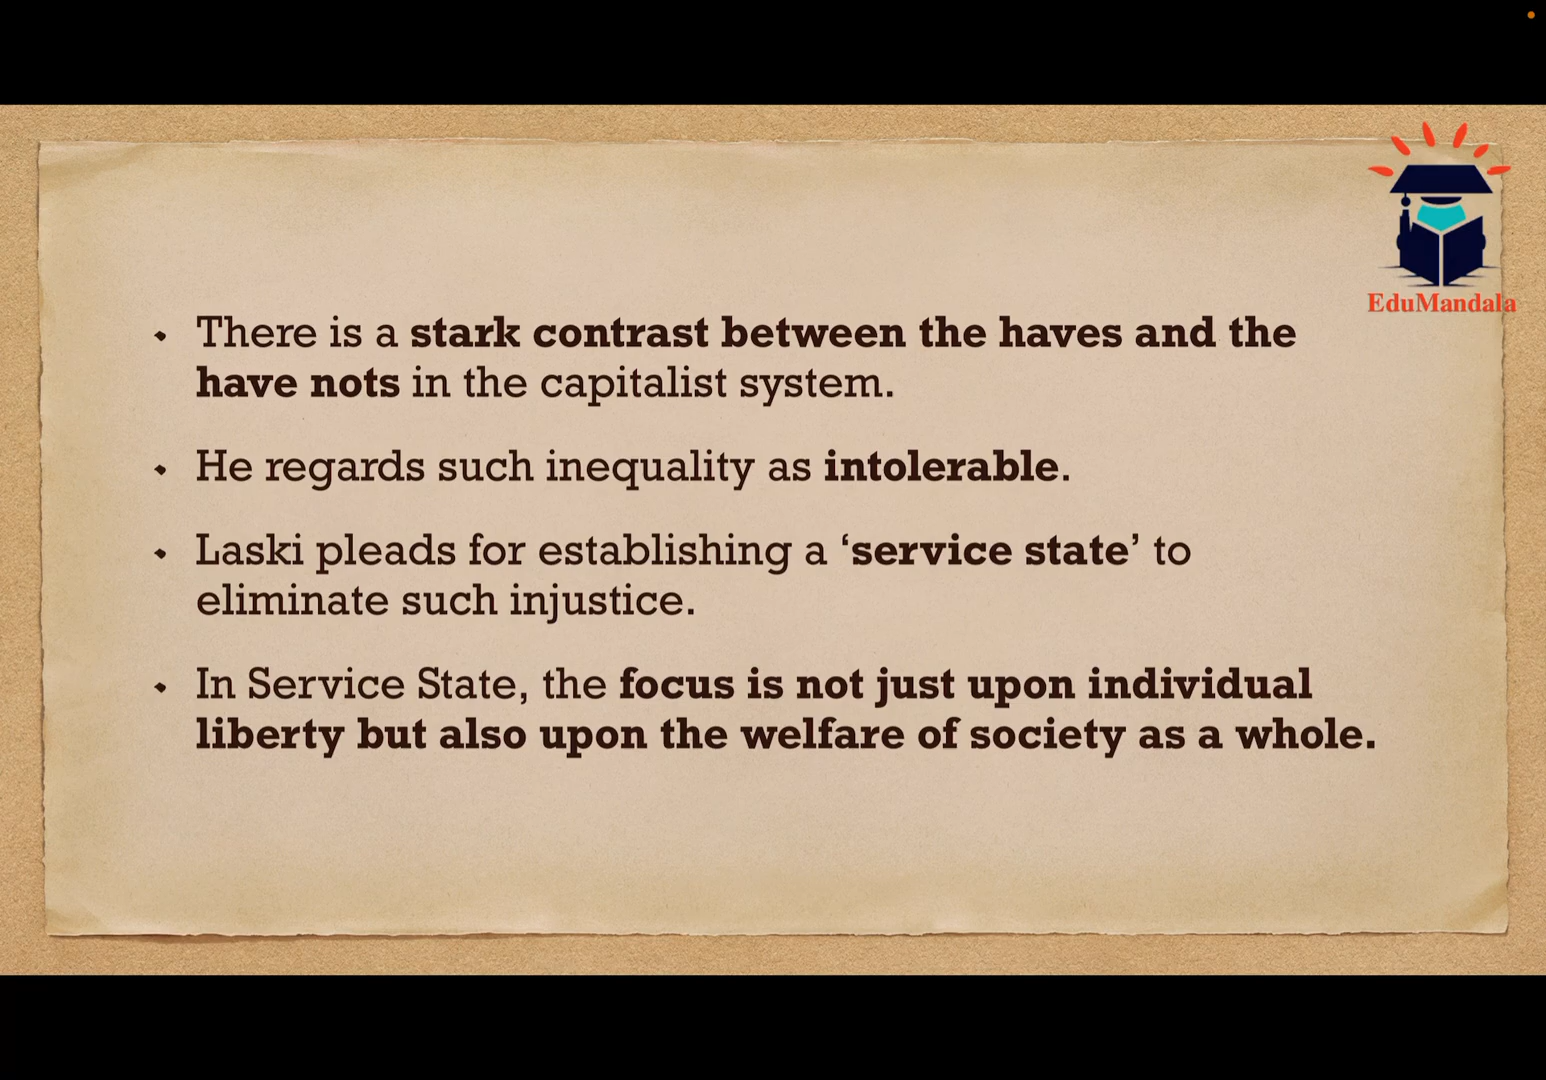 EduMandala
There is a stark contrast between the haves and the
have nots in the capitalist system.
He regards such inequality as intolerable.
Laski pleads for establishing a ‘service state’ to
eliminate such injustice.
In Service State, the focus is not just upon individual
liberty but also upon the welfare of society as a whole.